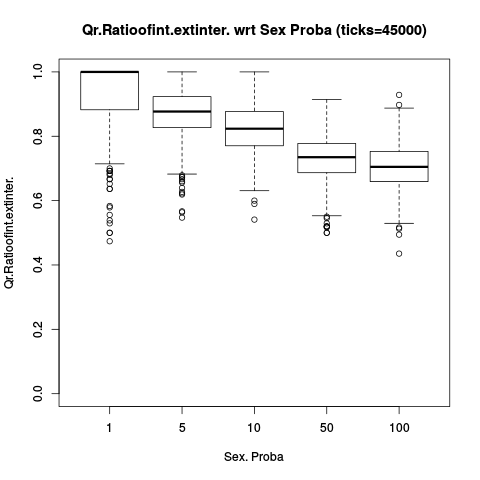 Qr.Ratioofint.extinter. wrt Sex Proba (ticks=45000)
Qr.Ratioofint.extinter.
1.0
0.8
0.6
0.4
0.2
0.0
1 5 10 50 100
Sex. Proba